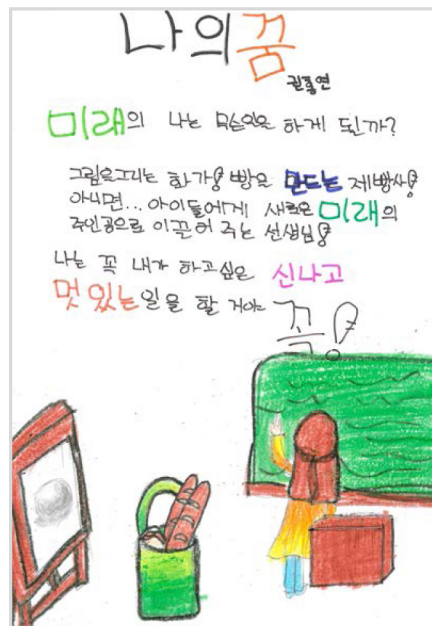 나의꿈
권홍연
미래의 나는 무슨일을 하게 될까?
그림을그리는 화가! 빵을 만드는 제빵사!
아니면... 아이들에게 새로운 미래의
주인공으로 이끌어 주는 선생님!
나는 꼭 내가 하고싶은 신나고
멋있는일을 할 거야
꼭!